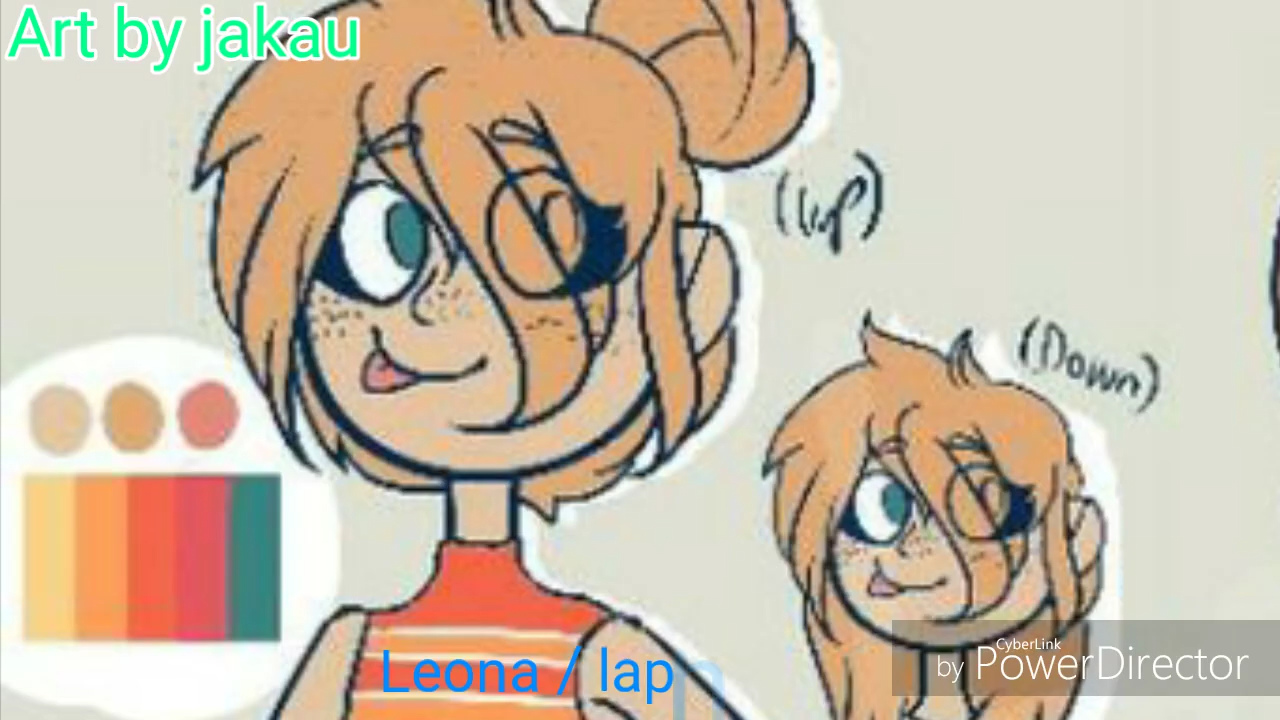 Art by jakau
(Up)
(Down)
Leona / lap
CyberLink
by PowerDirector